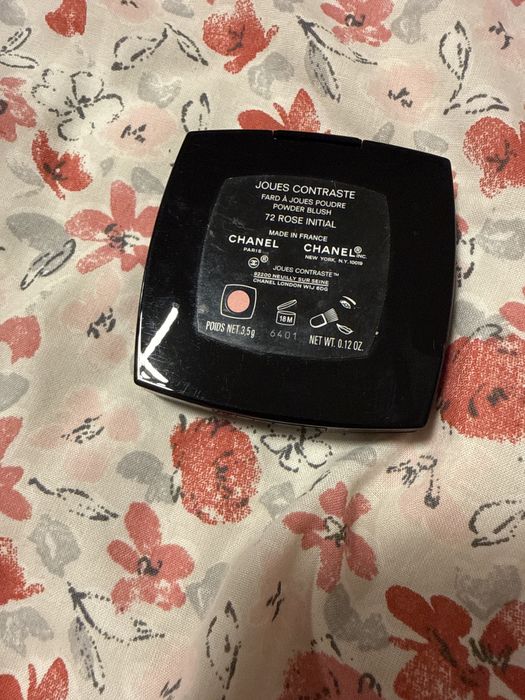 JOUES CONTRASTE
FARD À JOUES POUDRE
POWDER BLUSH
72 ROSE INITIAL
MADE IN FRANCE
CHANEL CHANEL® INC.
PARIS NEW YORK, N.Y. 10019
®
JOUES CONTRASTE™
92200 NEUILLY SUR SEINE
CHANEL LONDON W1J 6DG
18 M
POIDS NET 3.5g 6401 NET WT. 0.12 OZ.